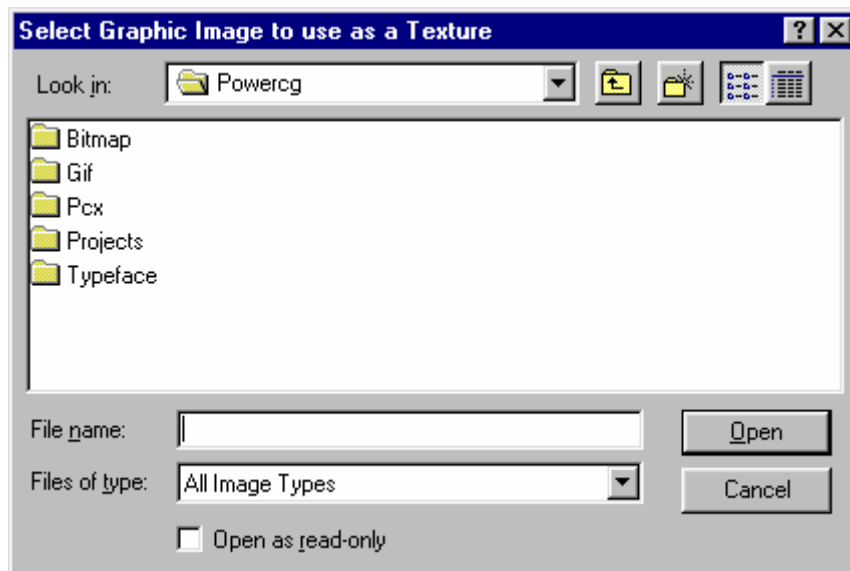 Select Graphic Image to use as a Texture
Look in: Powercg
Bitmap
Gif
Pcx
Projects
Typeface
File name: Open
Files of type: All Image Types Cancel
Open as read-only